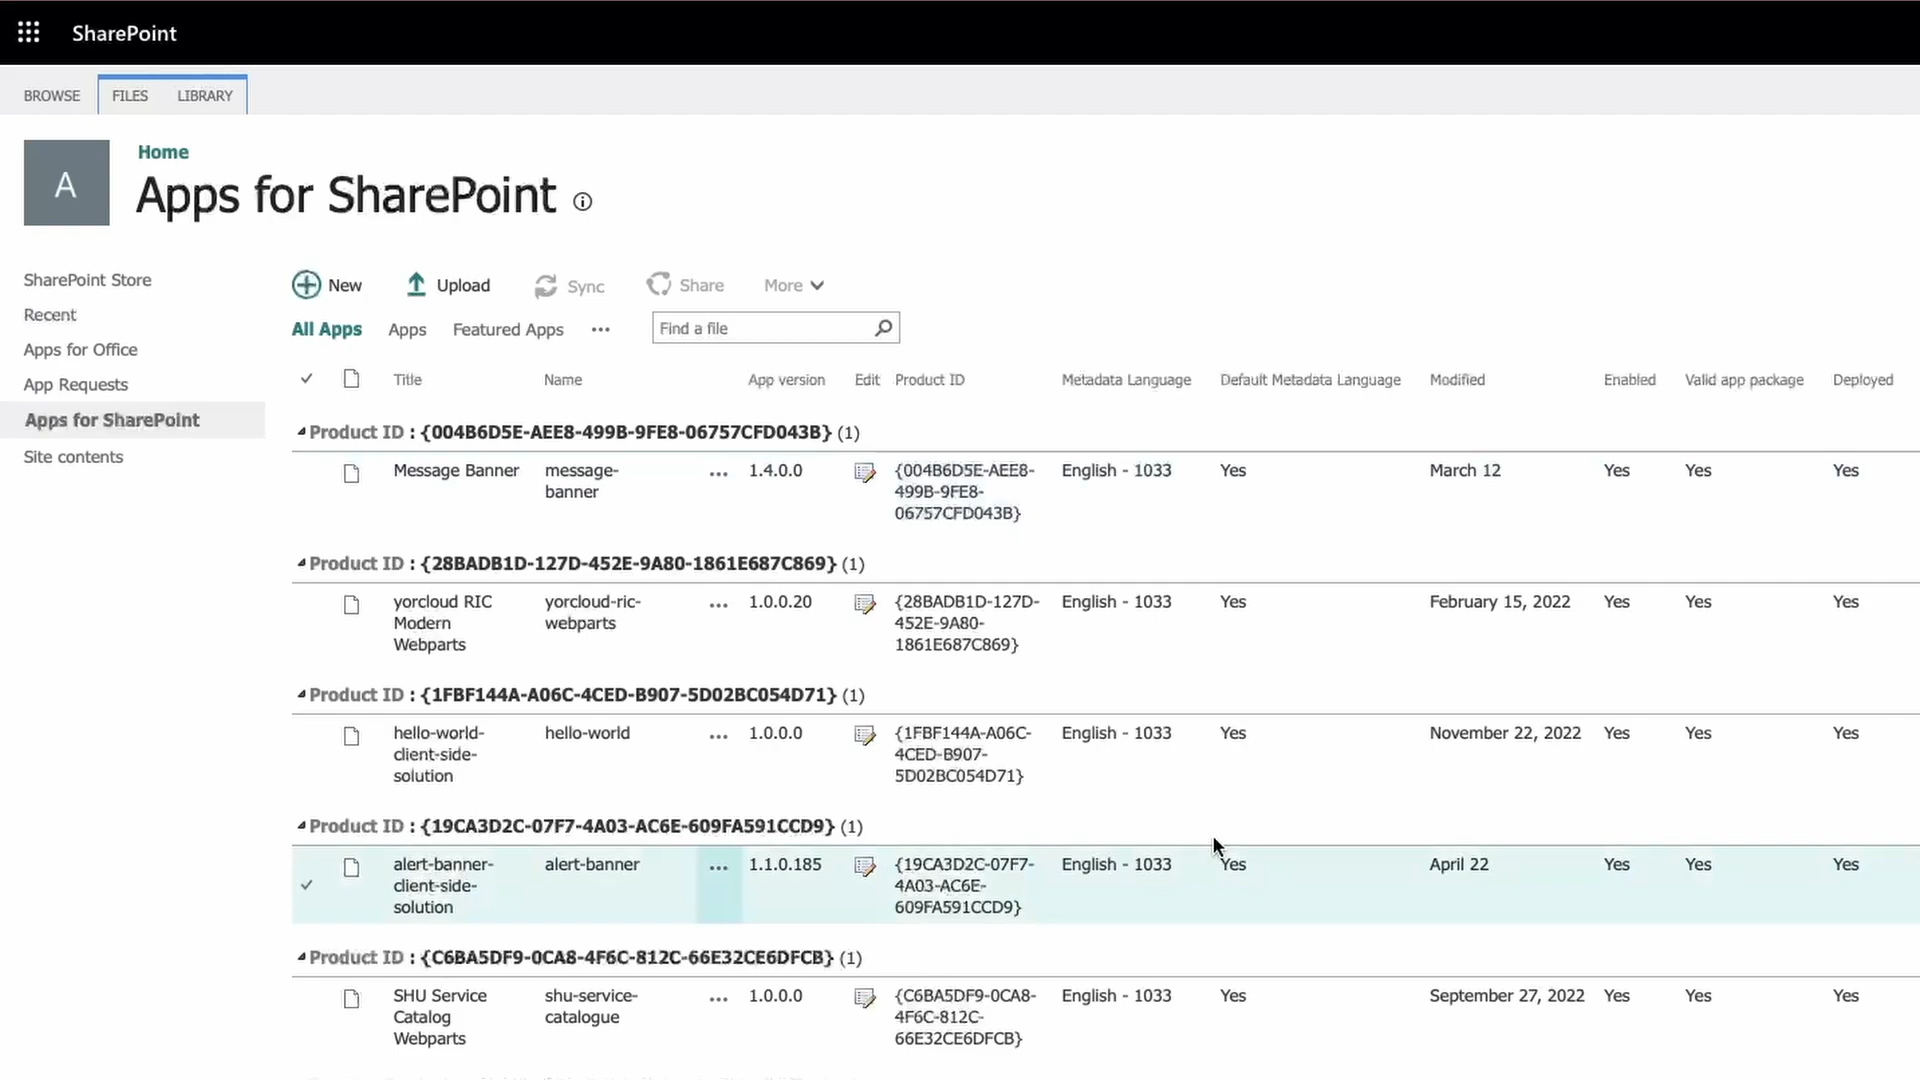 SharePoint
BROWSE FILES LIBRARY
A
Home
Apps for SharePoint
SharePoint Store
Recent
Apps for Office
App Requests
Apps for SharePoint
Site contents
New Upload Sync Share More
All Apps Apps Featured Apps ••• Find a file
Title Name App version Edit Product ID Metadata Language Default Metadata Language Modified Enabled Valid app package Deployed
Product ID : {004B6D5E-AEE8-499B-9FE8-06757CFD043B} (1)
Message Banner message- ... 1.4.0.0 {004B6D5E-AEE8- English - 1033 Yes March 12 Yes Yes Yes
banner 499B-9FE8-
06757CFD043B}
Product ID : {28BADB1D-127D-452E-9A80-1861E687C869} (1)
yorcloud RIC yorcloud-ric- ... 1.0.0.20 {28BADB1D-127D- English - 1033 Yes February 15, 2022 Yes Yes Yes
Modern webparts 452E-9A80-
Webparts 1861E687C869}
Product ID : {1FBF144A-A06C-4CED-B907-5D02BC054D71} (1)
hello-world- hello-world ... 1.0.0.0 {1FBF144A-A06C- English - 1033 Yes November 22, 2022 Yes Yes Yes
client-side- 4CED-B907-
solution 5D02BC054D71}
Product ID : {19CA3D2C-07F7-4A03-AC6E-609FA591CCD9} (1)
alert-banner- alert-banner ... 1.1.0.185 {19CA3D2C-07F7- English - 1033 Yes April 22 Yes Yes Yes
client-side- 4A03-AC6E-
solution 609FA591CCD9}
Product ID : {C6BA5DF9-0CA8-4F6C-812C-66E32CE6DFCB} (1)
SHU Service shu-service- ... 1.0.0.0 {C6BA5DF9-0CA8- English - 1033 Yes September 27, 2022 Yes Yes Yes
Catalog catalogue 4F6C-812C-
Webparts 66E32CE6DFCB}